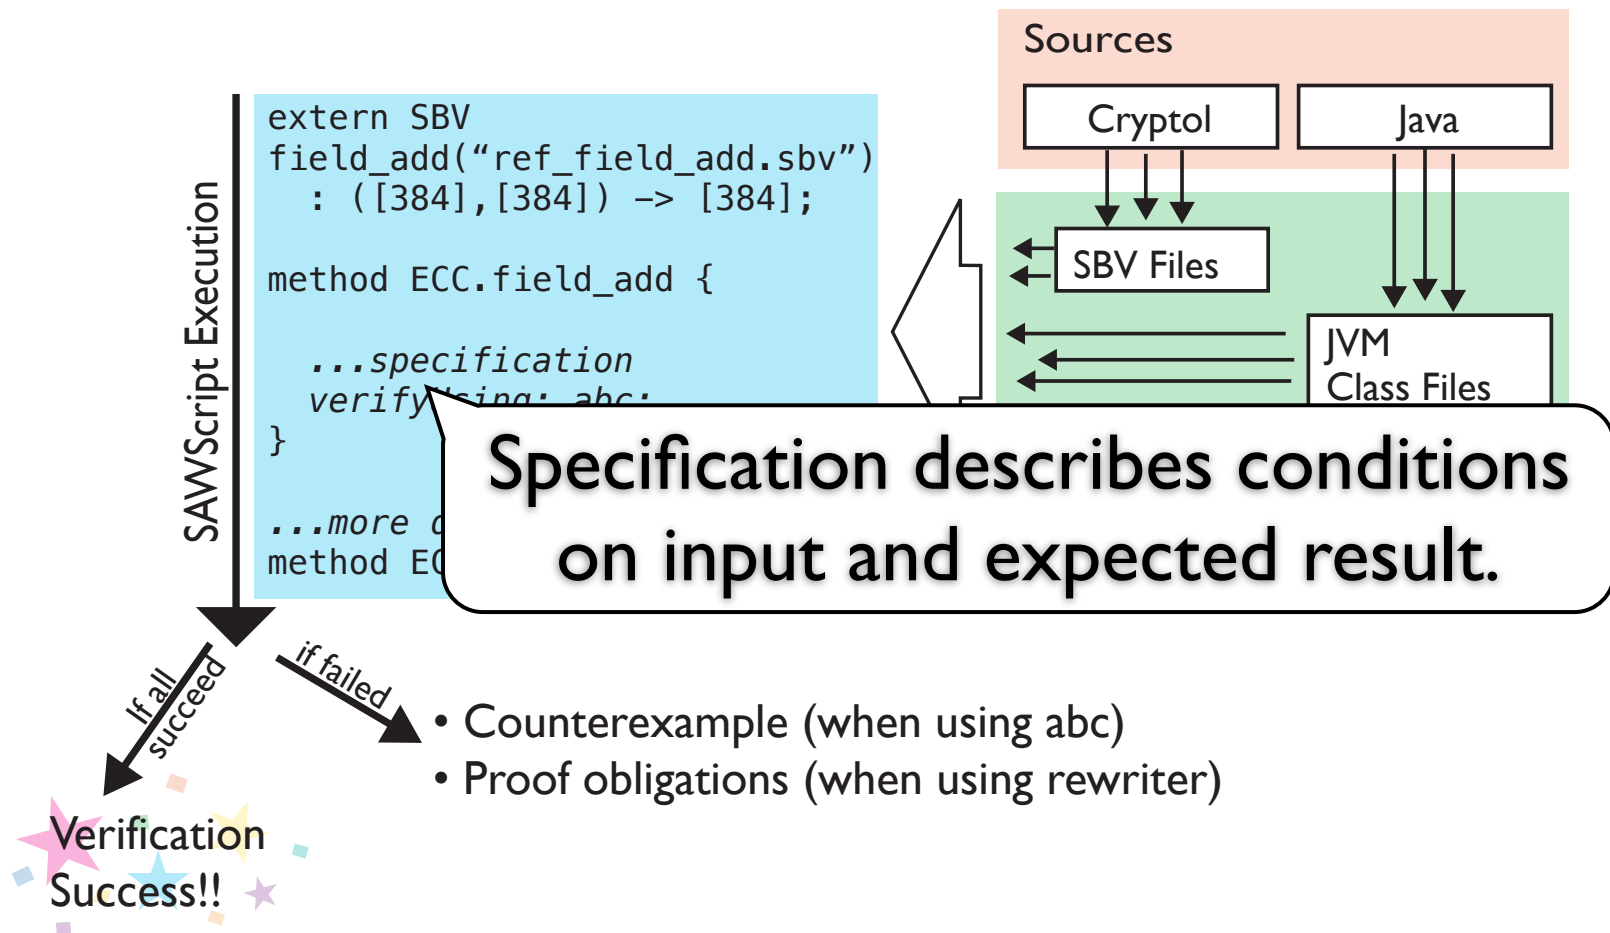 Sources
Cryptol
Java
SBV Files
JVM
Class Files
SAWScript Execution
extern SBV
field_add(“ref_field_add.sbv”)
: ([384],[384]) −> [384];
method ECC.field_add {
...specification
verifyUsing: abc;
}
...more
method
Specification describes conditions
on input and expected result.
If all
succeed
if failed
• Counterexample (when using abc)
• Proof obligations (when using rewriter)
Verification
Success!!